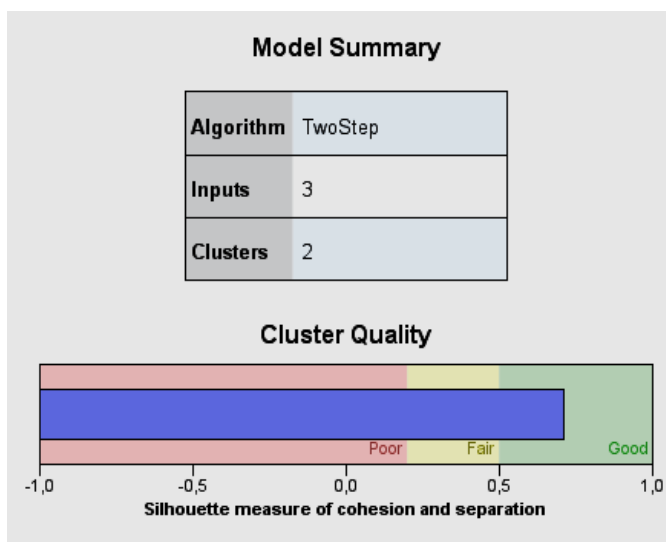 Model Summary
Algorithm TwoStep
Inputs 3
Clusters 2
Cluster Quality
Poor Fair Good
-1,0 -0,5 0,0 0,5 1,0
Silhouette measure of cohesion and separation